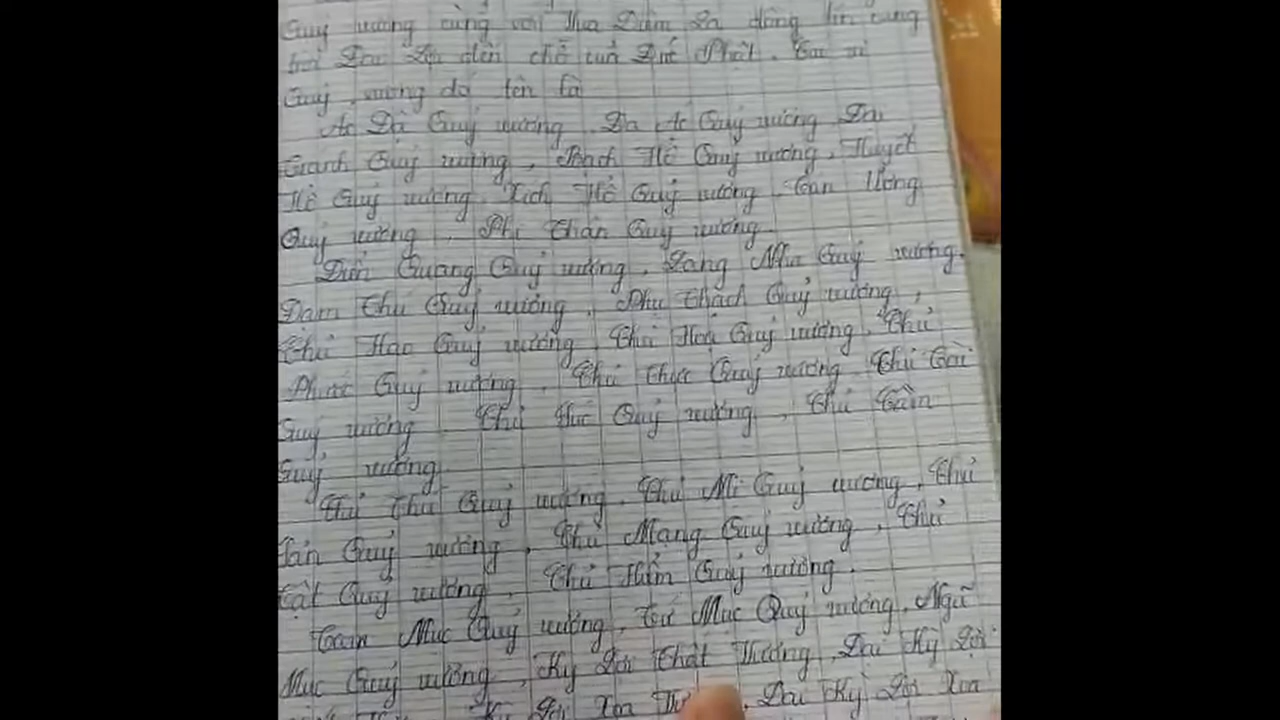 Quỷ vương cùng với Vua Diêm La đồng lên cung
trời Đao Lợi đến chỗ của Đức Phật. Các vị
Quỷ vương đó tên là
Ác Độc Quỷ vương, Đa Ác Quỷ vương, Đại
Tranh Quỷ vương, Bạch Hổ Quỷ vương, Huyết
Hổ Quỷ vương, Xích Hổ Quỷ vương, Tán Ương
Quỷ vương, Phi Thân Quỷ vương.
Điển Quang Quỷ vương, Lang Nha Quỷ vương,
Đạm Thú Quỷ vương, Phụ Thạch Quỷ vương,
Chủ Hao Quỷ vương, Chủ Họa Quỷ vương, Chủ
Phước Quỷ vương, Chủ Thực Quỷ vương, Chủ Tài
Quỷ vương, Chủ Súc Quỷ vương, Chủ Cầm
Quỷ vương.
Chủ Thú Quỷ vương, Chủ Mị Quỷ vương, Chủ
Sản Quỷ vương, Chủ Mạng Quỷ vương, Chủ
Tật Quỷ vương, Chủ Hiểm Quỷ vương.
Tam Mục Quỷ vương, Tứ Mục Quỷ vương, Ngũ
Mục Quỷ vương, Kỳ Lợi Thất Vương, Đại Kỳ Lợi
Kỳ Lợi Xoa Đại Kỳ Lợi Xoa